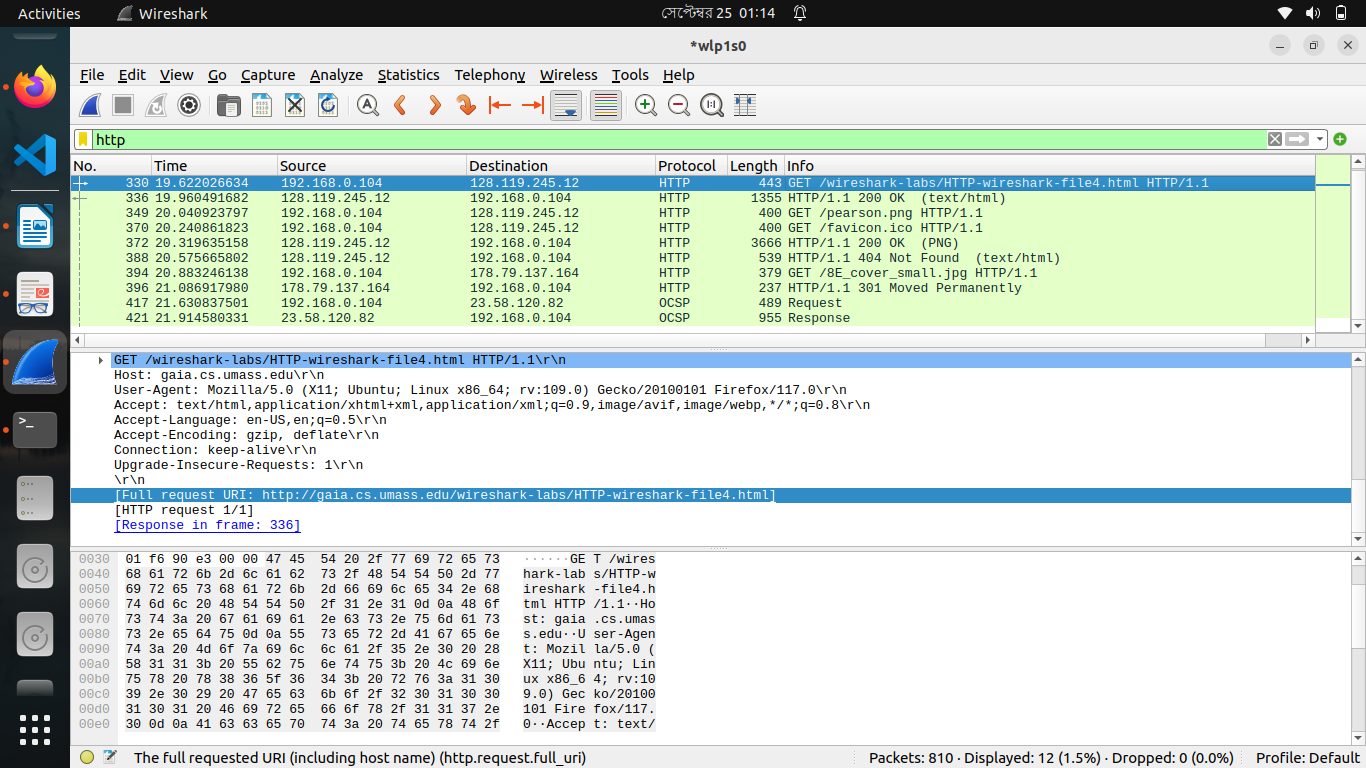 Activities Wireshark সেপ্টেম্বর 25 01:14
*wlp1s0
File Edit View Go Capture Analyze Statistics Telephony Wireless Tools Help
http
No. Time Source Destination Protocol Length Info
330 19.622026634 192.168.0.104 128.119.245.12 HTTP 443 GET /wireshark-labs/HTTP-wireshark-file4.html HTTP/1.1
336 19.960491682 128.119.245.12 192.168.0.104 HTTP 1355 HTTP/1.1 200 OK (text/html)
349 20.040923797 192.168.0.104 128.119.245.12 HTTP 400 GET /pearson.png HTTP/1.1
370 20.240861823 192.168.0.104 128.119.245.12 HTTP 400 GET /favicon.ico HTTP/1.1
372 20.319635158 128.119.245.12 192.168.0.104 HTTP 3666 HTTP/1.1 200 OK (PNG)
388 20.575665802 128.119.245.12 192.168.0.104 HTTP 539 HTTP/1.1 404 Not Found (text/html)
394 20.883246138 192.168.0.104 178.79.137.164 HTTP 379 GET /8E_cover_small.jpg HTTP/1.1
396 21.086917980 178.79.137.164 192.168.0.104 HTTP 237 HTTP/1.1 301 Moved Permanently
417 21.630837501 192.168.0.104 23.58.120.82 OCSP 489 Request
421 21.914580331 23.58.120.82 192.168.0.104 OCSP 955 Response
GET /wireshark-labs/HTTP-wireshark-file4.html HTTP/1.1\r\n
Host: gaia.cs.umass.edu\r\n
User-Agent: Mozilla/5.0 (X11; Ubuntu; Linux x86_64; rv:109.0) Gecko/20100101 Firefox/117.0\r\n
Accept: text/html,application/xhtml+xml,application/xml;q=0.9,image/avif,image/webp,*/*;q=0.8\r\n
Accept-Language: en-US,en;q=0.5\r\n
Accept-Encoding: gzip, deflate\r\n
Connection: keep-alive\r\n
Upgrade-Insecure-Requests: 1\r\n
\r\n
[Full request URI: http://gaia.cs.umass.edu/wireshark-labs/HTTP-wireshark-file4.html]
[HTTP request 1/1]
[Response in frame: 336]
0030 01 f6 90 e3 00 00 47 45 54 20 2f 77 69 72 65 73 ······GE T /wires
0040 68 61 72 6b 2d 6c 61 62 73 2f 48 54 54 50 2d 77 hark-lab s/HTTP-w
0050 69 72 65 73 68 61 72 6b 2d 66 69 6c 65 34 2e 68 ireshark -file4.h
0060 74 6d 6c 20 48 54 54 50 2f 31 2e 31 0d 0a 48 6f tml HTTP /1.1··Ho
0070 73 74 3a 20 67 61 69 61 2e 63 73 2e 75 6d 61 73 st: gaia .cs.umas
0080 73 2e 65 64 75 0d 0a 55 73 65 72 2d 41 67 65 6e s.edu··U ser-Agen
0090 74 3a 20 4d 6f 7a 69 6c 6c 61 2f 35 2e 30 20 28 t: Mozil la/5.0 (
00a0 58 31 31 3b 20 55 62 75 6e 74 75 3b 20 4c 69 6e X11; Ubu ntu; Lin
00b0 75 78 20 78 38 36 5f 36 34 3b 20 72 76 3a 31 30 ux x86_6 4; rv:10
00c0 39 2e 30 29 20 47 65 63 6b 6f 2f 32 30 31 30 30 9.0) Gec ko/20100
00d0 31 30 31 20 46 69 72 65 66 6f 78 2f 31 31 37 2e 101 Fire fox/117.
00e0 30 0d 0a 41 63 63 65 70 74 3a 20 74 65 78 74 2f 0··Accep t: text/
The full requested URI (including host name) (http.request.full_uri) Packets: 810 · Displayed: 12 (1.5%) · Dropped: 0 (0.0%) Profile: Default